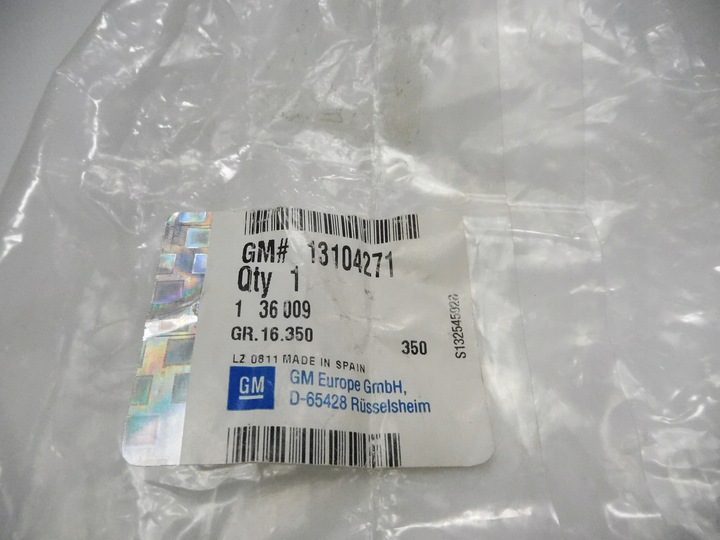 GM# 13104271
Qty 1
1 36 009
GR.16.350
350
LZ 0811 MADE IN SPAIN
GM
GM Europe GmbH,
D-65428 Rüsselsheim